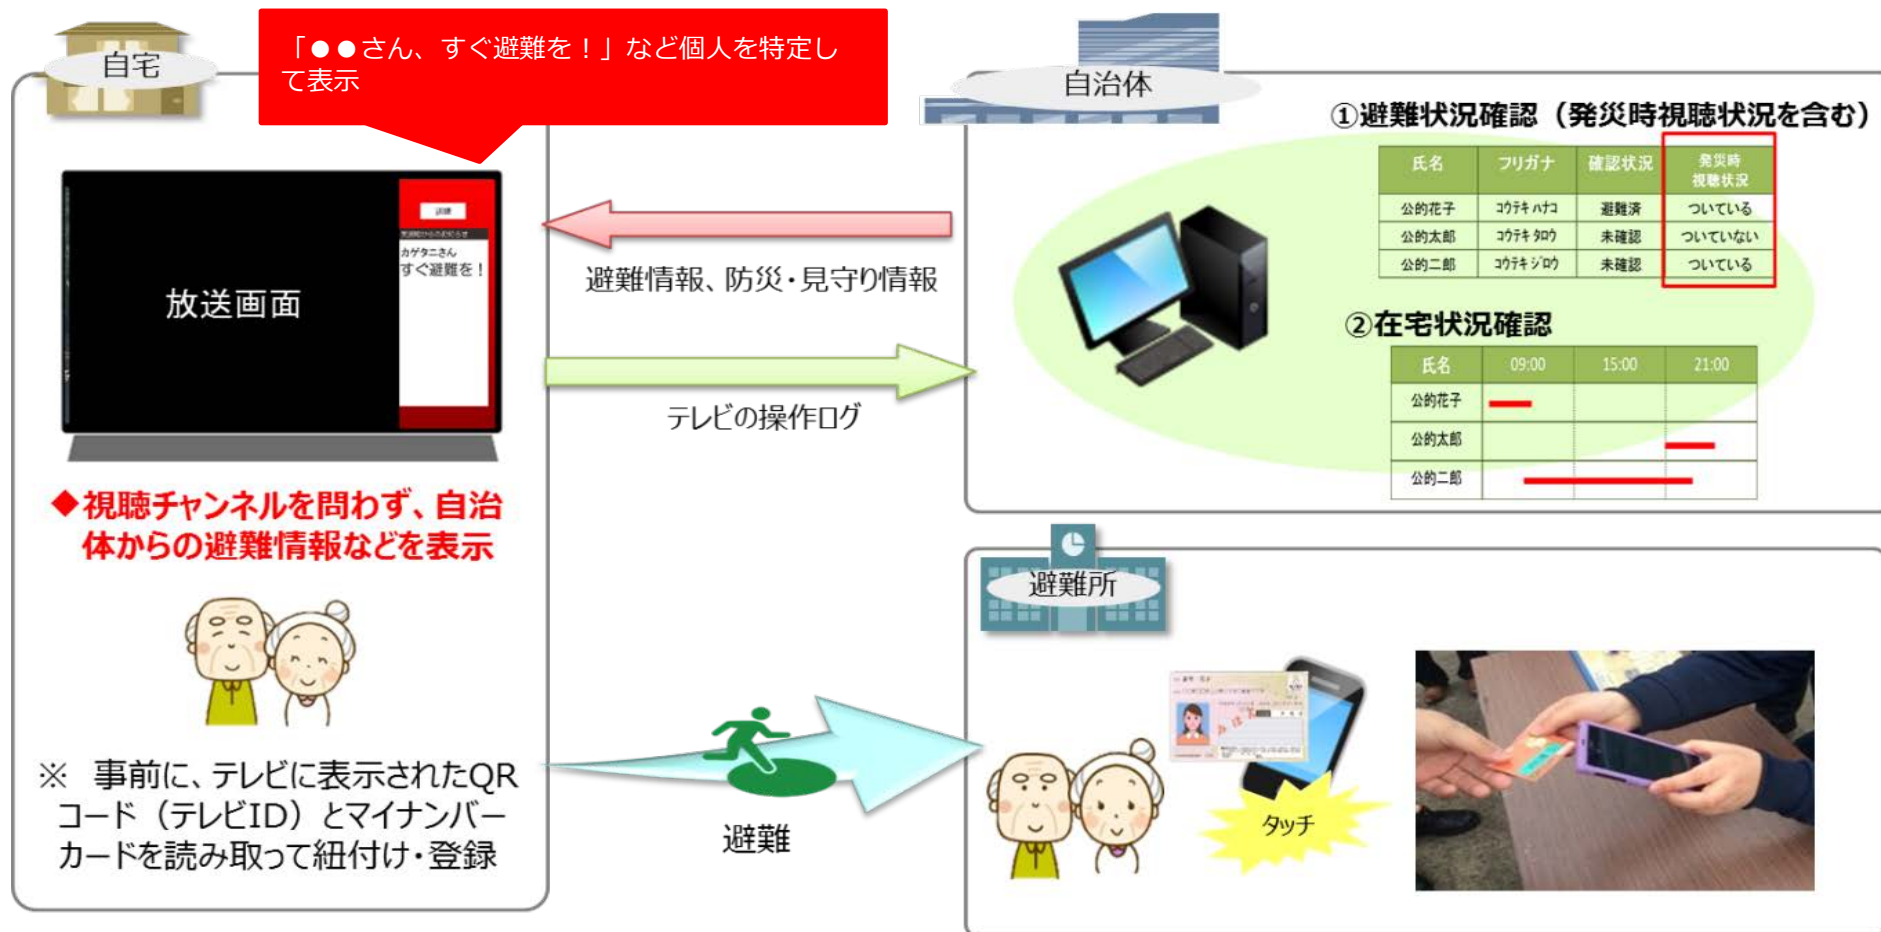 自宅
「●●さん、すぐ避難を！」など個人を特定し
て表示
放送画面
訓練
カゲタニさん
すぐ避難を！
◆視聴チャンネルを問わず、自治
体からの避難情報などを表示
※ 事前に、テレビに表示されたQR
コード（テレビID）とマイナンバー
カードを読み取って紐付け・登録
避難情報、防災・見守り情報
テレビの操作ログ
避難
自治体
①避難状況確認（発災時視聴状況を含む）
氏名 フリガナ 確認状況 発災時
視聴状況
公的花子 コウテキ ハナコ 避難済 ついている
公的太郎 コウテキ タロウ 未確認 ついていない
公的二郎 コウテキ ジロウ 未確認 ついている
②在宅状況確認
氏名 09:00 15:00 21:00
公的花子
公的太郎
公的二郎
避難所
タッチ